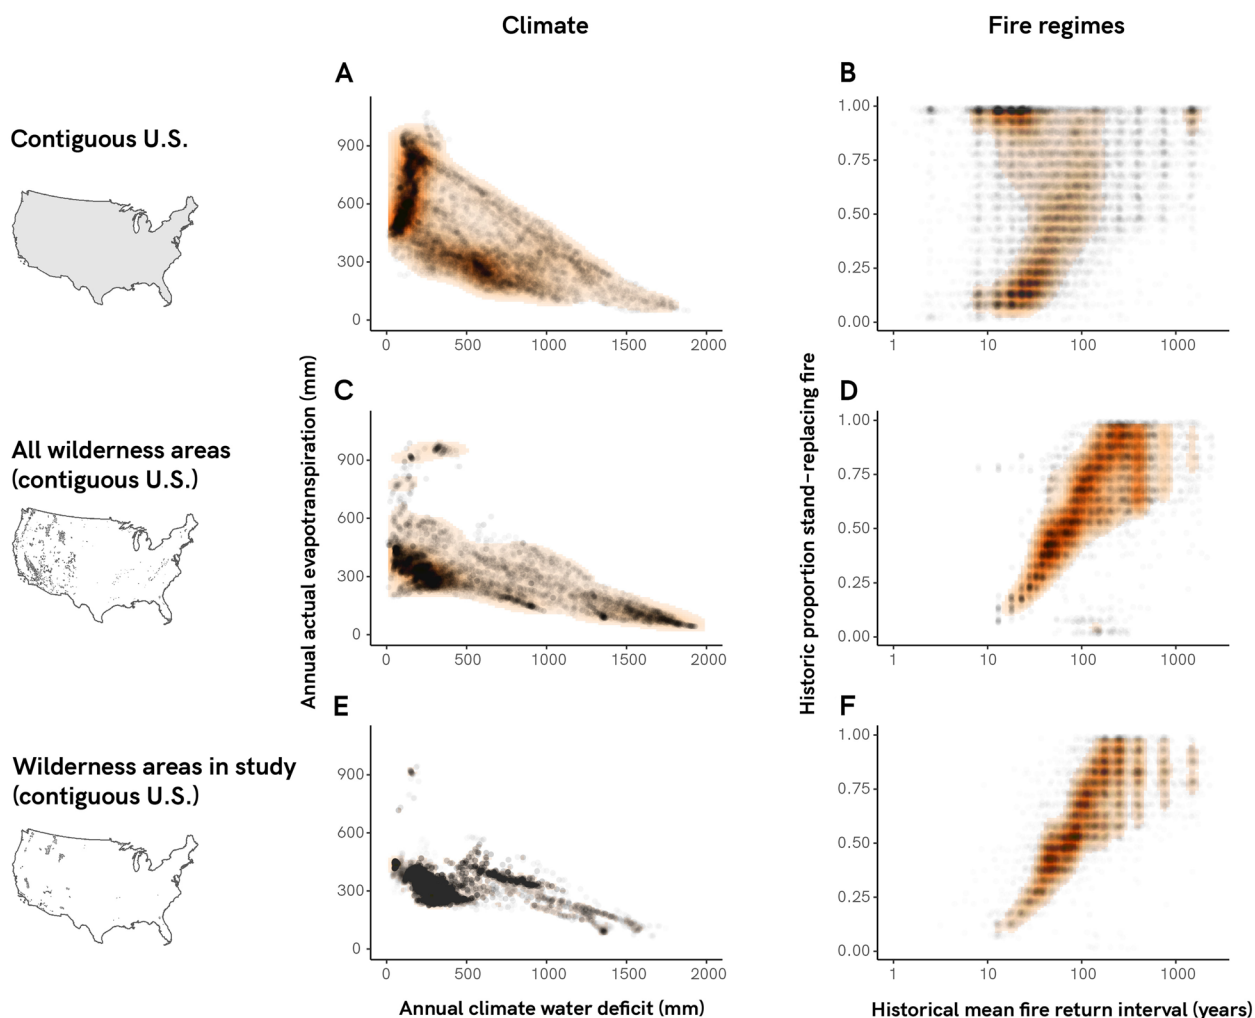 Climate
Fire regimes
A
B
Contiguous U.S.
900
600
300
0
0 500 1000 1500 2000
1.00
0.75
0.50
0.25
0.00
1 10 100 1000
C
D
All wilderness areas
(contiguous U.S.)
900
600
300
0
0 500 1000 1500 2000
1.00
0.75
0.50
0.25
0.00
1 10 100 1000
Annual actual evapotranspiration (mm)
Historic proportion stand-replacing fire
E
F
Wilderness areas in study
(contiguous U.S.)
900
600
300
0
0 500 1000 1500 2000
1.00
0.75
0.50
0.25
0.00
1 10 100 1000
Annual climate water deficit (mm)
Historical mean fire return interval (years)